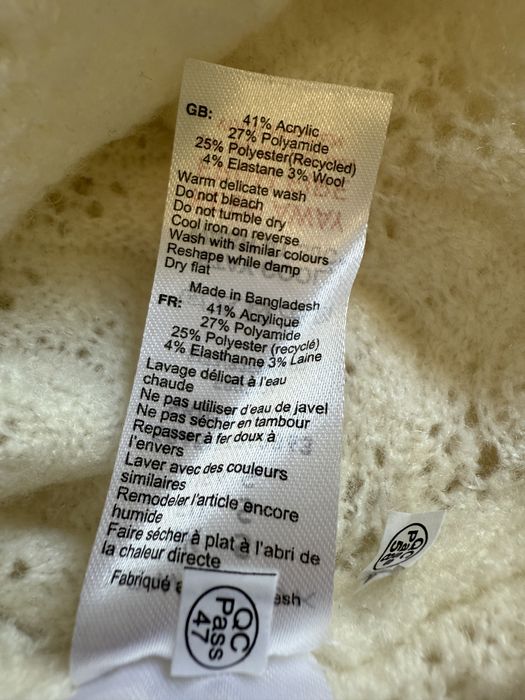 GB: 41% Acrylic
27% Polyamide
25% Polyester(Recycled)
4% Elastane 3% Wool
Warm delicate wash
Do not bleach
Do not tumble dry
Cool iron on reverse
Wash with similar colours
Reshape while damp
Dry flat
Made in Bangladesh
FR: 41% Acrylique
27% Polyamide
25% Polyester (recyclé)
4% Elasthanne 3% Laine
Lavage délicat à l'eau
chaude
Ne pas utiliser d'eau de javel
Ne pas sécher en tambour
Repasser à fer doux à
l'envers
Laver avec des couleurs
similaires
Remodeler l'article encore
humide
Faire sécher à plat à l'abri de
la chaleur directe
Fabriqué
QC
Pass
47
QC